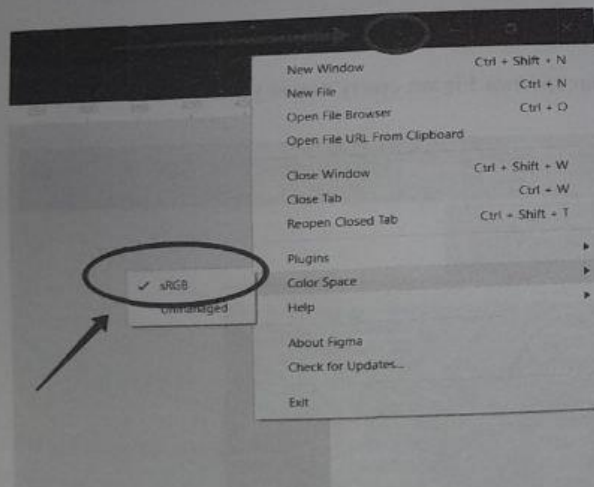 New Window Ctrl + Shift + N
New File Ctrl + N
Open File Browser Ctrl + O
Open File URL From Clipboard
Close Window Ctrl + Shift + W
Close Tab Ctrl + W
Reopen Closed Tab Ctrl + Shift + T
Plugins
Color Space
✓ sRGB
Unmanaged
Help
About Figma
Check for Updates...
Exit